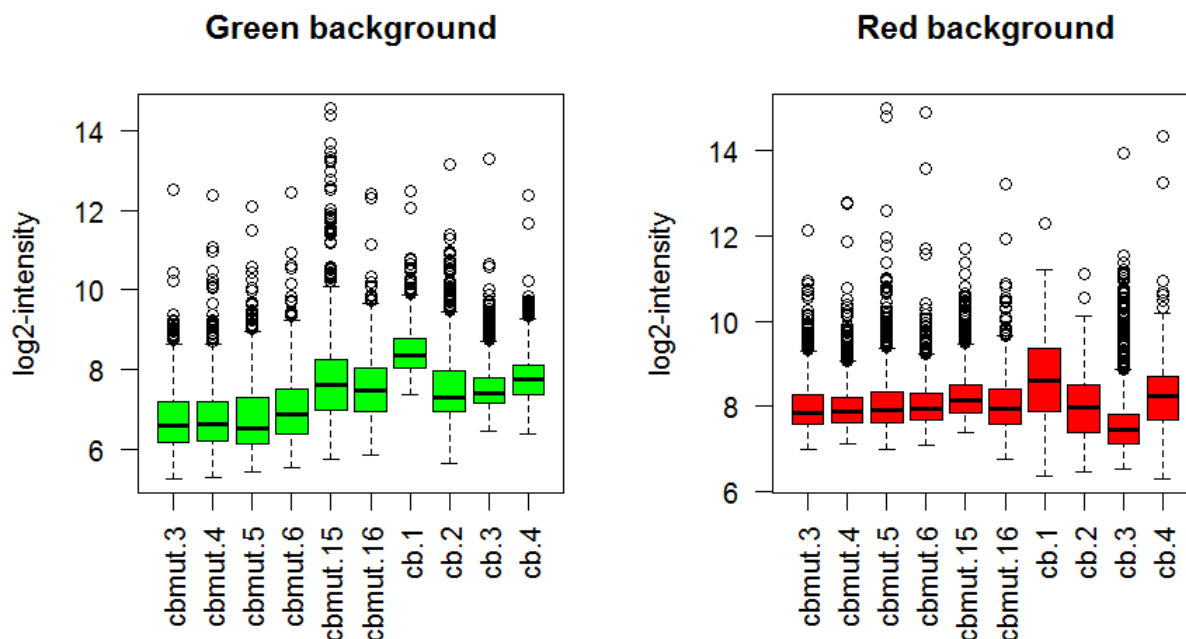 Green background
log2-intensity
14
12
10
8
6
cbmut.3
cbmut.4
cbmut.5
cbmut.6
cbmut.15
cbmut.16
cb.1
cb.2
cb.3
cb.4
Red background
log2-intensity
14
12
10
8
6
cbmut.3
cbmut.4
cbmut.5
cbmut.6
cbmut.15
cbmut.16
cb.1
cb.2
cb.3
cb.4